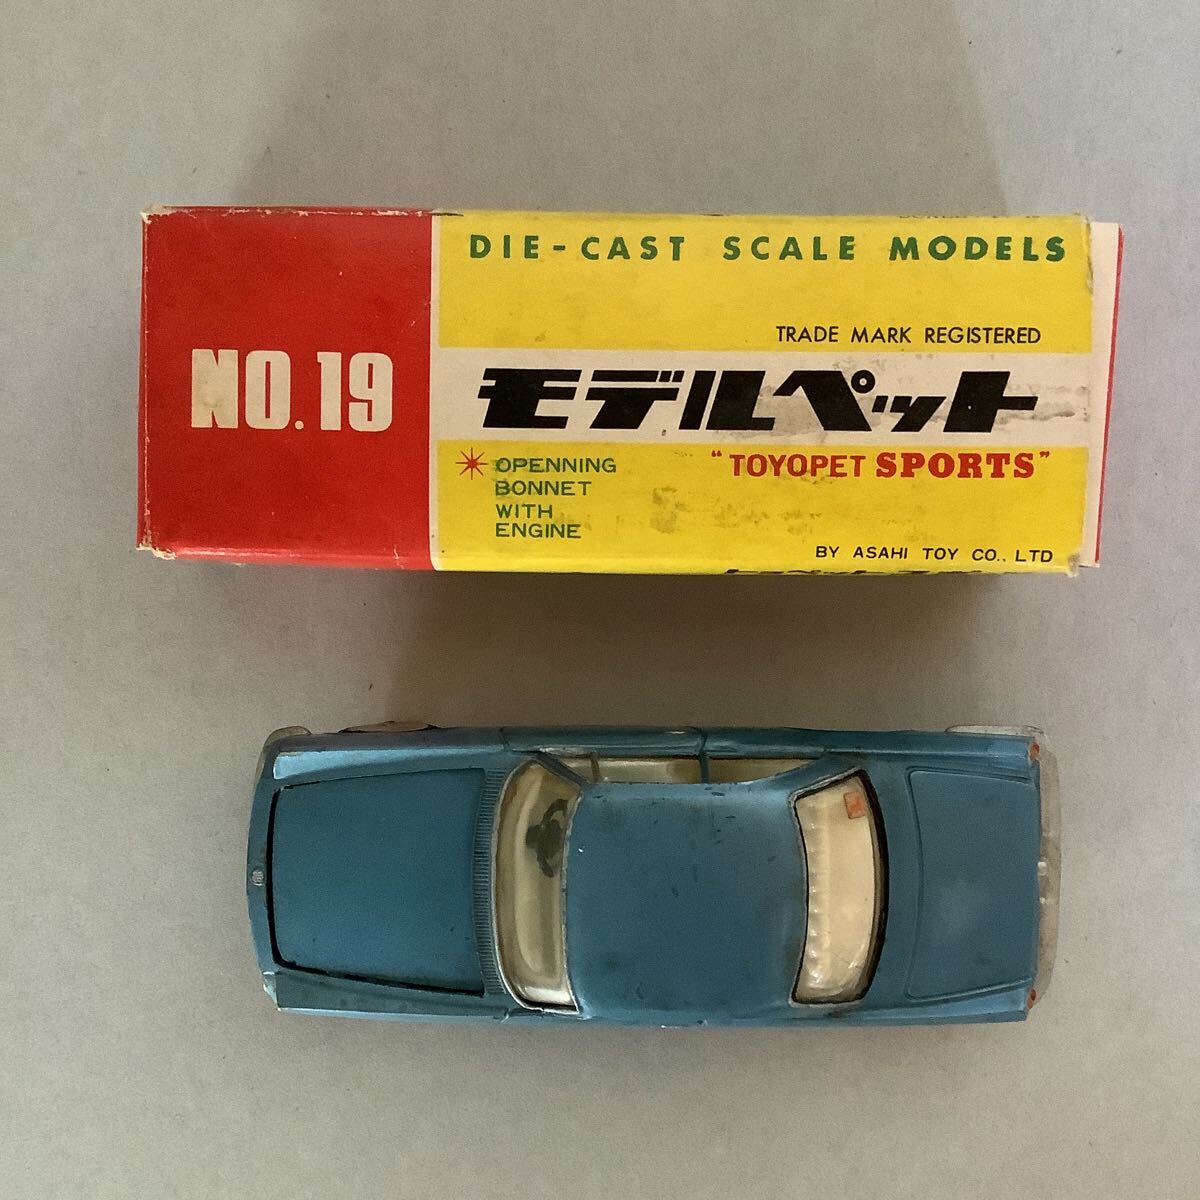 NO.19
DIE-CAST SCALE MODELS
TRADE MARK REGISTERED
モデルペット
OPENNING
BONNET
WITH
ENGINE
"TOYOPET SPORTS"
BY ASAHI TOY CO., LTD